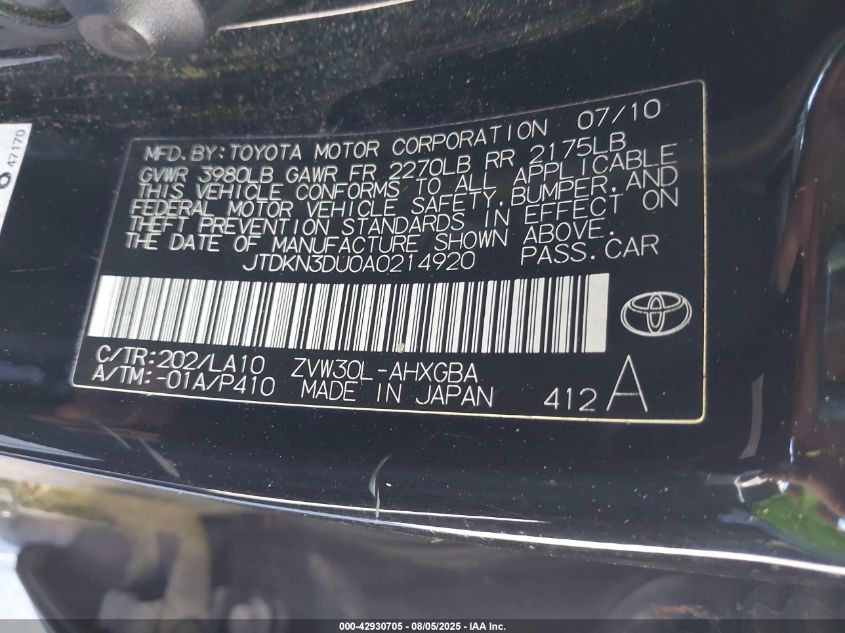 47170
MFD. BY: TOYOTA MOTOR CORPORATION 07/10
GVWR 3980LB GAWR FR 2270LB RR 2175LB
THIS VEHICLE CONFORMS TO ALL APPLICABLE
FEDERAL MOTOR VEHICLE SAFETY, BUMPER, AND
THEFT PREVENTION STANDARDS IN EFFECT ON
THE DATE OF MANUFACTURE SHOWN ABOVE.
JTDKN3DU0A0214920 PASS. CAR
C/TR: 202/LA10 ZVW30L-AHXGBA
A/TM: -01A/P410 MADE IN JAPAN 412 A
000-42930705 - 08/05/2025 - IAA Inc.